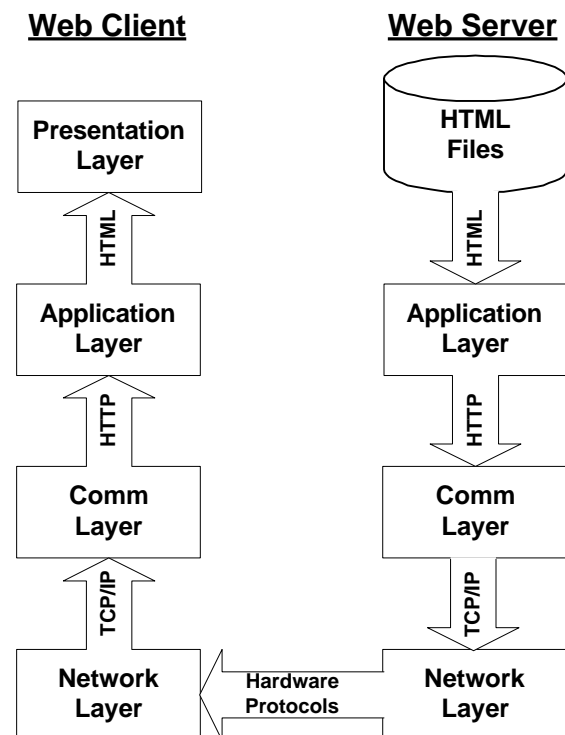 Web Client
Web Server
Presentation
Layer
HTML
Files
HTML
HTML
Application
Layer
Application
Layer
HTTP
HTTP
Comm
Layer
Comm
Layer
TCP/IP
TCP/IP
Network
Layer
Hardware
Protocols
Network
Layer